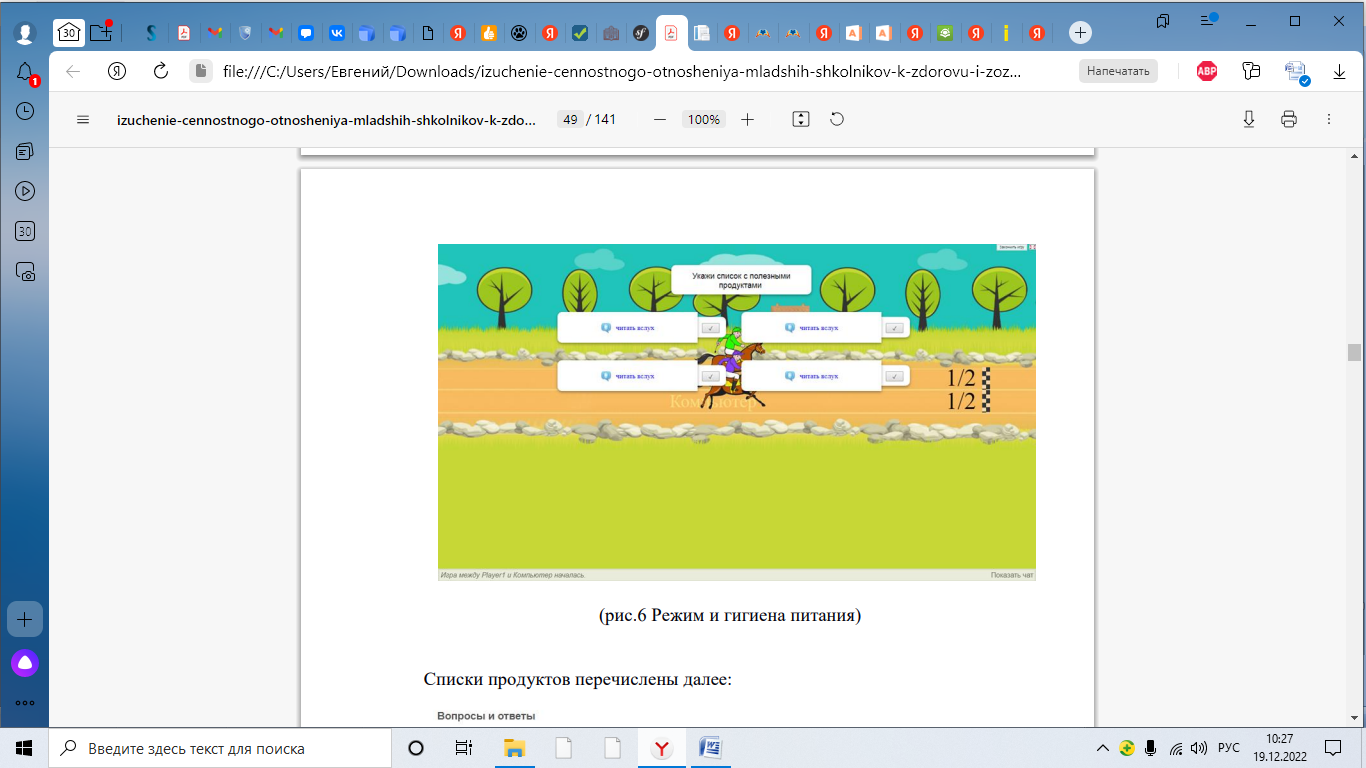 30
file:///C:/Users/Евгений/Downloads/izuchenie-cennostnogo-otnosheniya-mladshih-shkolnikov-k-zdorovu-i-zoz...
Напечатать
ABP
1
izuchenie-cennostnogo-otnosheniya-mladshih-shkolnikov-k-zdo...
49 / 141
100%
30
Укажи список с полезными
продуктами
читать вслух
читать вслух
читать вслух
читать вслух
1/2
1/2
Компьютер
Игра между Player1 и Компьютер началась.
Показать чат
(рис.6 Режим и гигиена питания)
Списки продуктов перечислены далее:
Вопросы и ответы
Введите здесь текст для поиска
РУС
10:27
19.12.2022